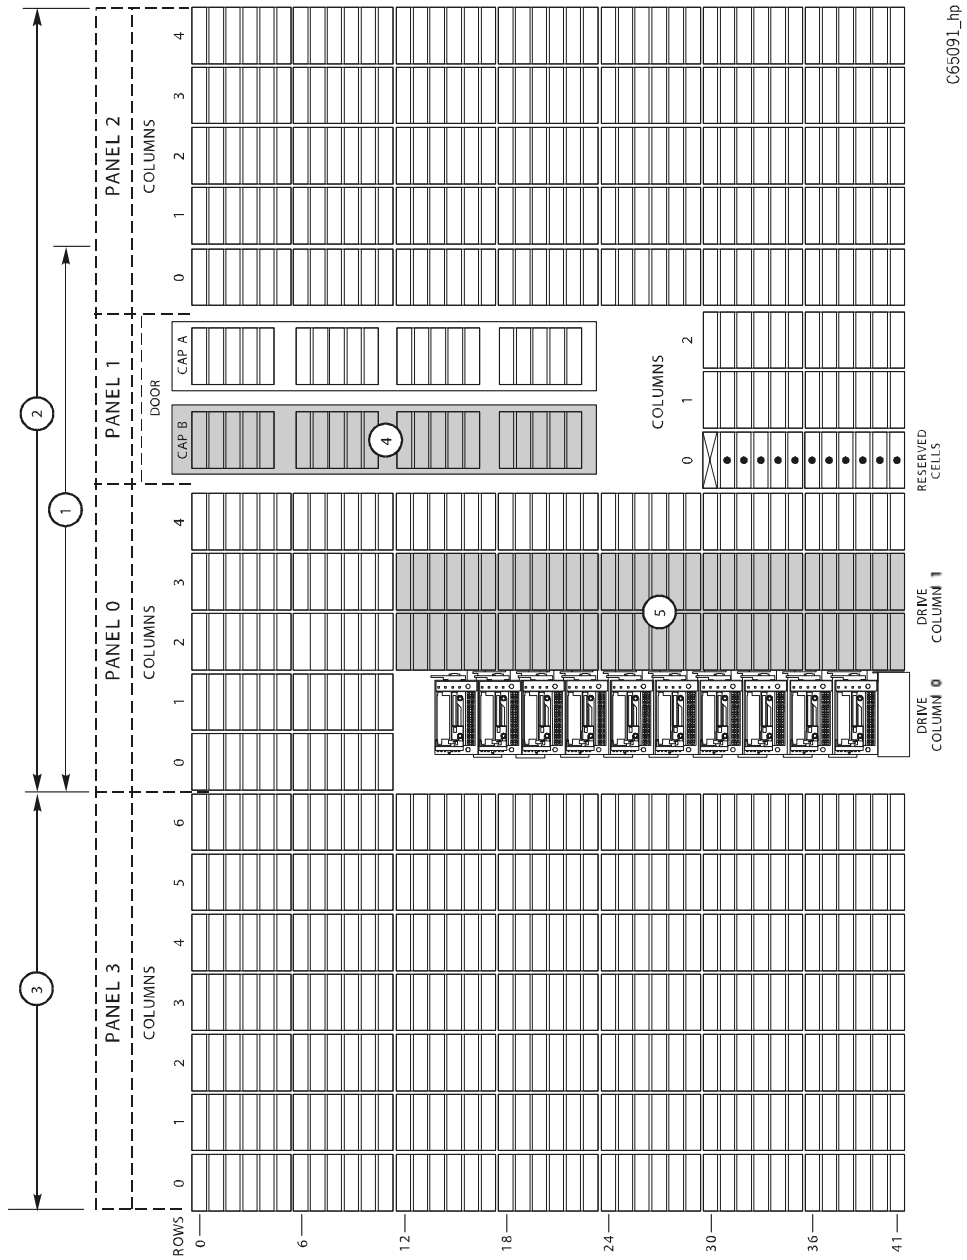 3
2
1
PANEL 3
PANEL 0
PANEL 1
PANEL 2
COLUMNS
COLUMNS
DOOR
COLUMNS
ROWS
0
1
2
3
4
5
6
0
1
2
3
4
CAP B
CAP A
0
1
2
3
4
0
6
12
18
24
30
36
41
4
5
COLUMNS
0
1
2
DRIVE
COLUMN 0
DRIVE
COLUMN 1
RESERVED
CELLS
C65091_hp